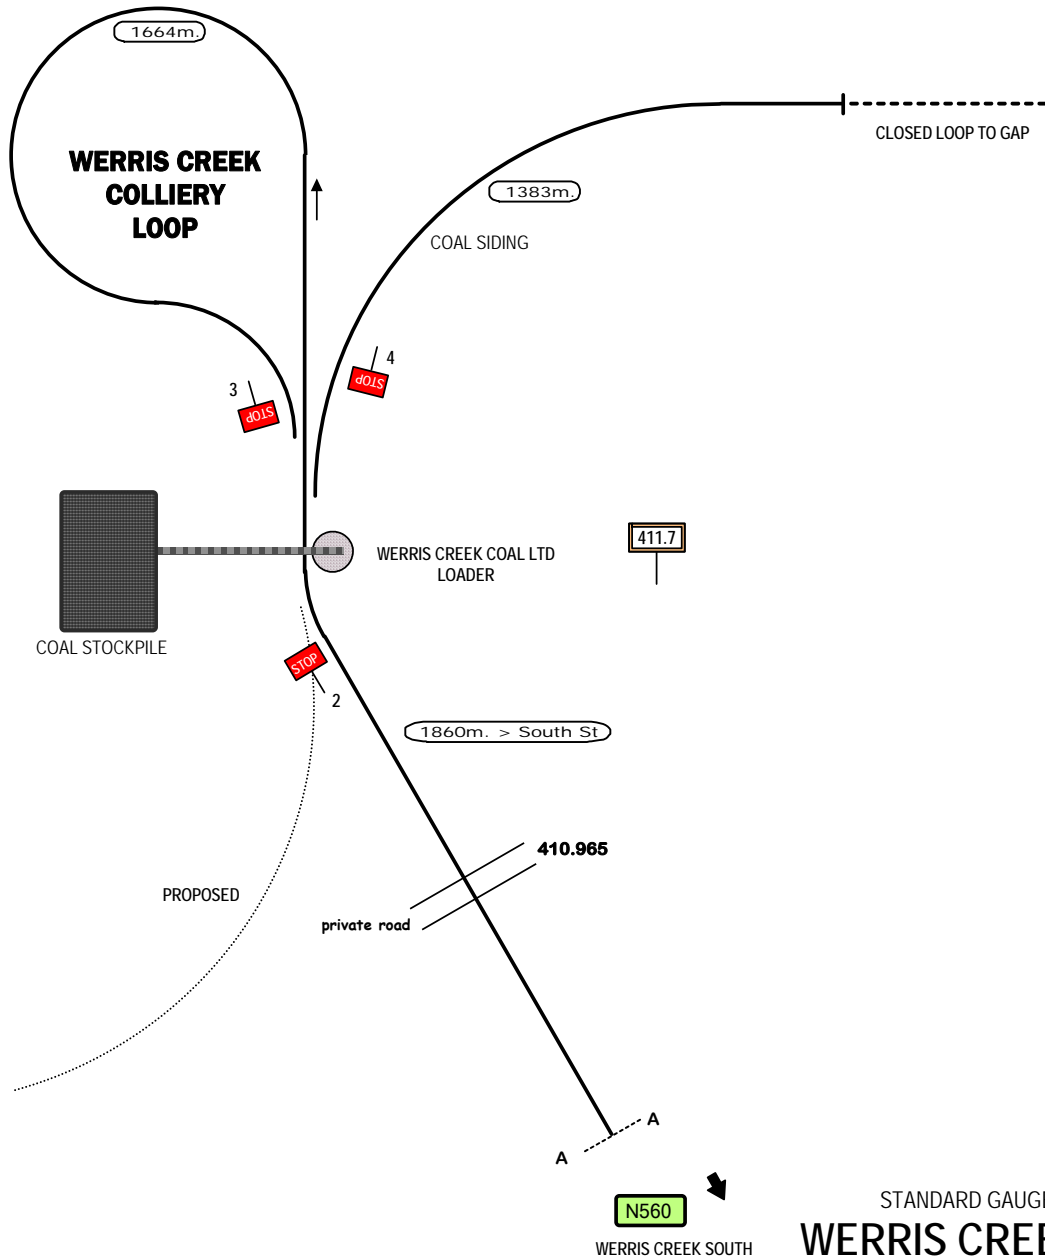 1664m.
CLOSED LOOP TO GAP
WERRIS CREEK
COLLIERY
LOOP
1383m.
COAL SIDING
4
STOP
3
STOP
411.7
WERRIS CREEK COAL LTD
LOADER
COAL STOCKPILE
STOP
2
1860m. > South St
410.965
PROPOSED
private road
A
A
N560
WERRIS CREEK SOUTH
STANDARD GAUGE
WERRIS CREE